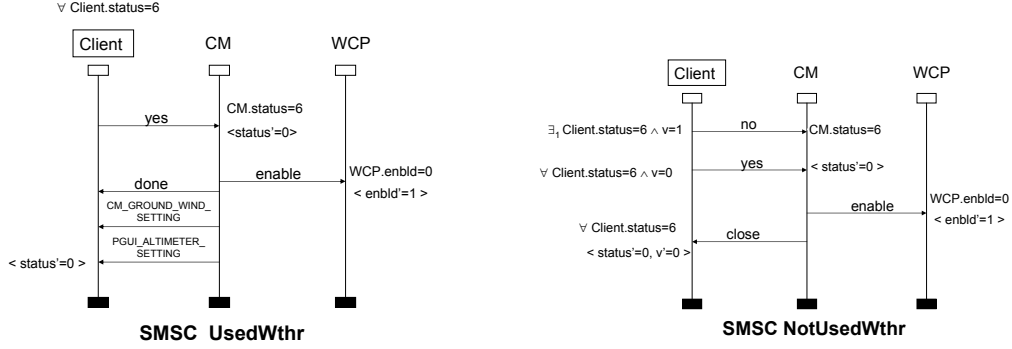 ∀ Client.status=6
Client CM WCP
CM.status=6
yes
<status'=0>
enable
WCP.enbld=0
done
< enbld'=1 >
CM_GROUND_WIND_
SETTING
PGUI_ALTIMETER_
SETTING
< status'=0 >
SMSC UsedWthr
Client CM WCP
∃₁ Client.status=6 ∧ v=1 no CM.status=6
∀ Client.status=6 ∧ v=0 yes < status'=0 >
WCP.enbld=0
enable
< enbld'=1 >
∀ Client.status=6
close
< status'=0, v'=0 >
SMSC NotUsedWthr